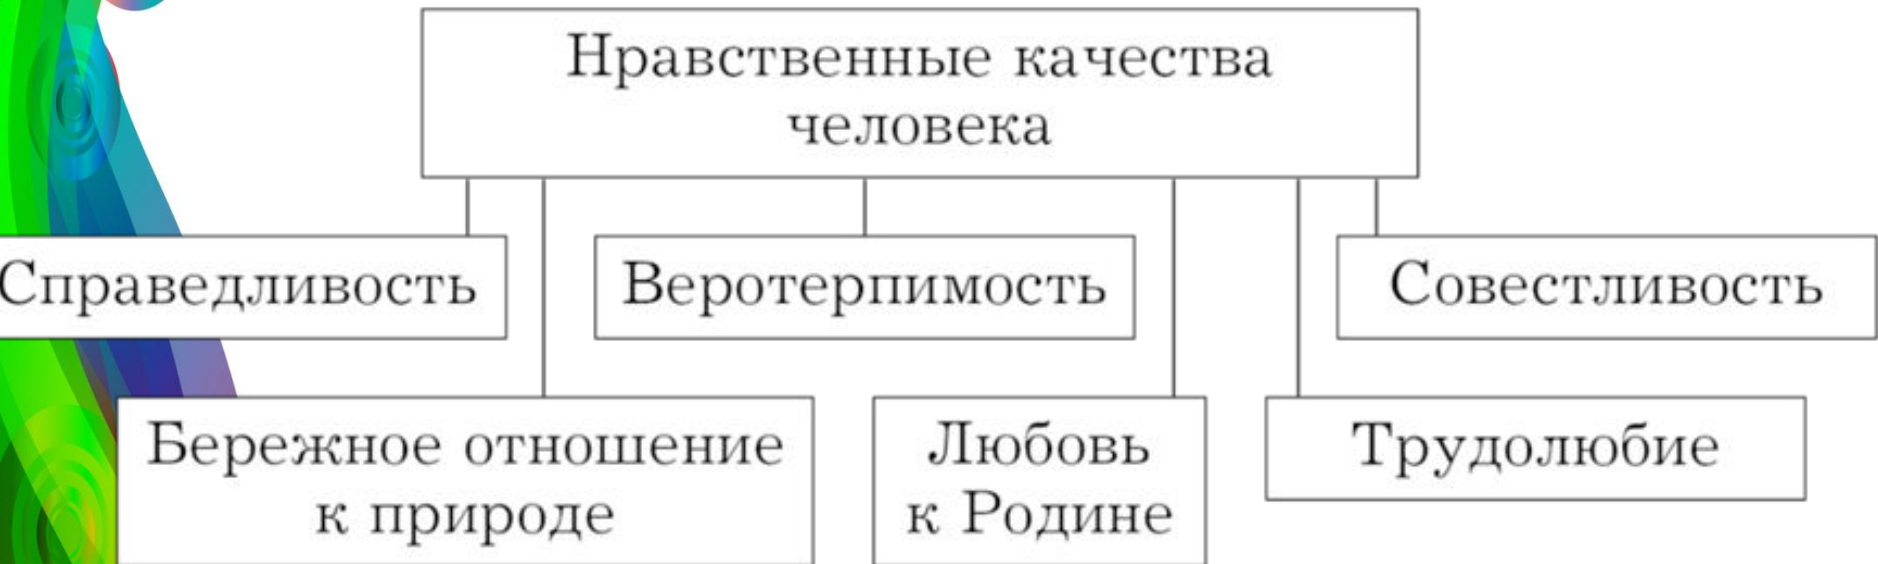 Нравственные качества
человека
Справедливость
Веротерпимость
Совестливость
Бережное отношение
к природе
Любовь
к Родине
Трудолюбие